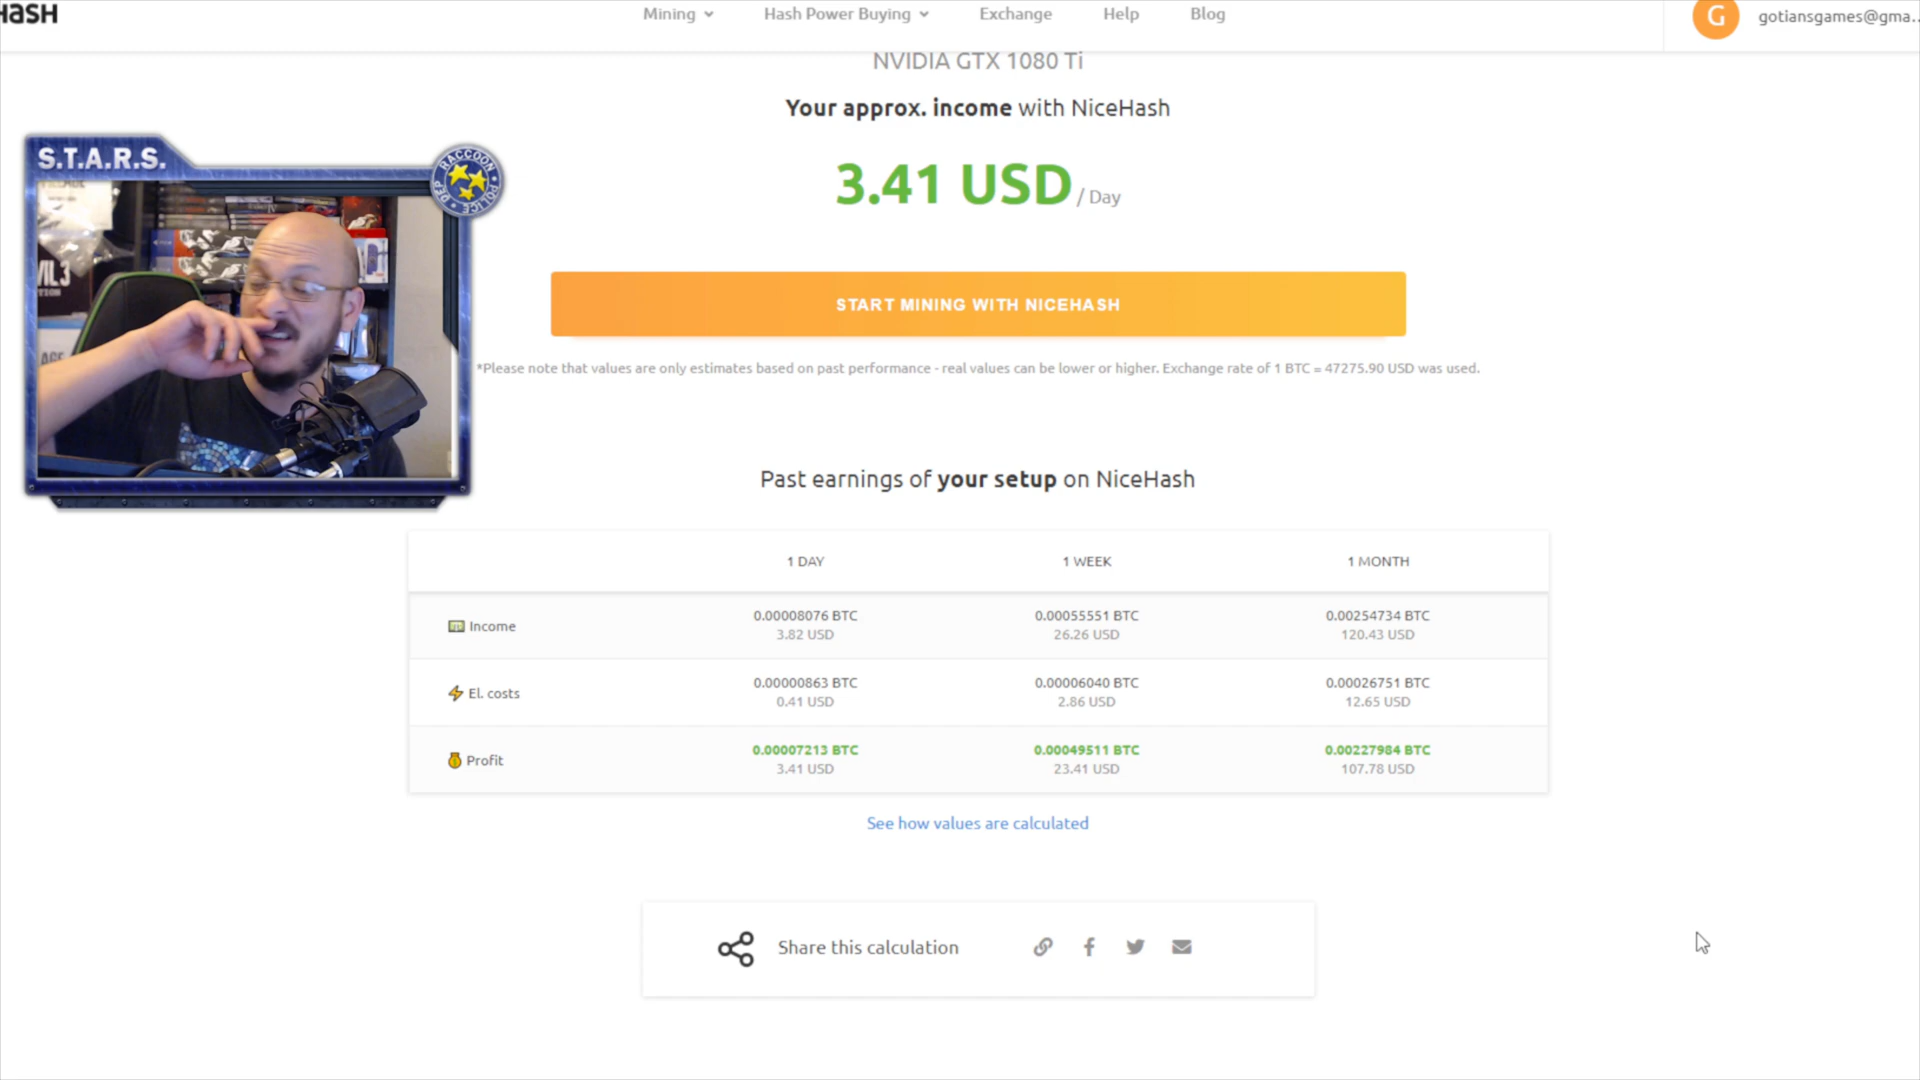 HASH
Mining
Hash Power Buying
Exchange
Help
Blog
G
gotiansgames@gma...
NVIDIA GTX 1080 Ti
Your approx. income with NiceHash
3.41 USD / Day
START MINING WITH NICEHASH
*Please note that values are only estimates based on past performance - real values can be lower or higher. Exchange rate of 1 BTC = 47275.90 USD was used.
S.T.A.R.S.
RACCOON
POLICE
Past earnings of your setup on NiceHash
1 DAY 1 WEEK 1 MONTH
Income
0.00008076 BTC 0.00055551 BTC 0.00254734 BTC
3.82 USD 26.26 USD 120.43 USD
El. costs
0.00000863 BTC 0.00006040 BTC 0.00026751 BTC
0.41 USD 2.86 USD 12.65 USD
Profit
0.00007213 BTC 0.00049511 BTC 0.00227984 BTC
3.41 USD 23.41 USD 107.78 USD
See how values are calculated
Share this calculation